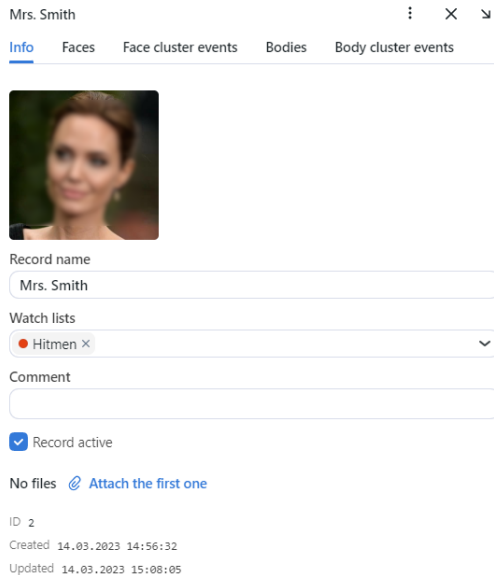 Mrs. Smith
Info Faces Face cluster events Bodies Body cluster events
Record name
Mrs. Smith
Watch lists
Hitmen
Comment
Record active
No files Attach the first one
ID 2
Created 14.03.2023 14:56:32
Updated 14.03.2023 15:08:05